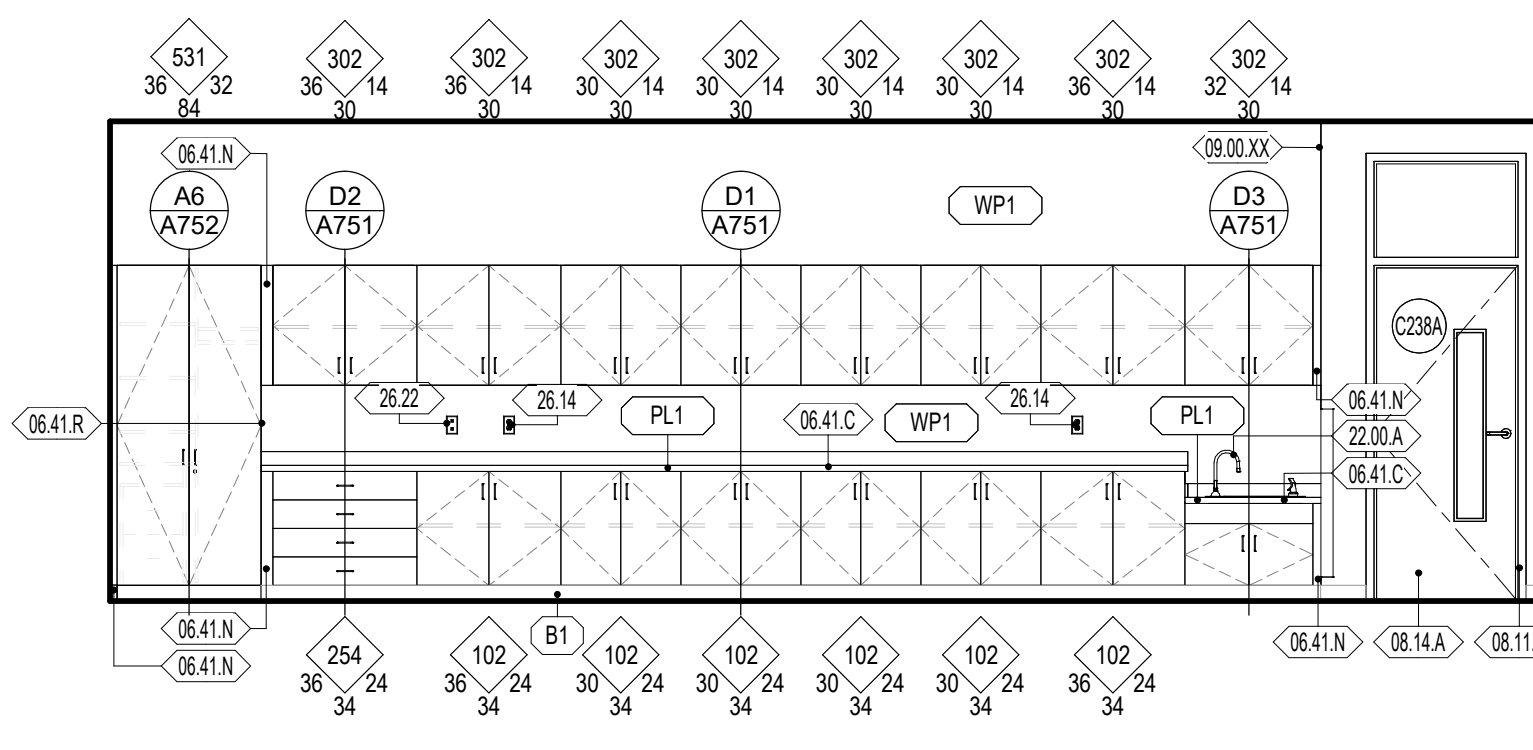 531 302 302 302 302 302 302 302 302
36 32 36 14 36 14 30 14 30 14 30 14 30 14 36 14 32 14
84 30 30 30 30 30 30 30 30
06.41.N 09.00.XX
A6 D2 D1 WP1 D3
A752 A751 A751 A751
C238A
26.22 26.14 26.14 06.41.N
06.41.R PL1 06.41.C WP1 PL1
22.00.A
06.41.C
06.41.N B1 06.41.N 08.14.A 08.11.
06.41.N
254 102 102 102 102 102 102
36 24 36 24 30 24 30 24 30 24 30 24 36 24
34 34 34 34 34 34 34